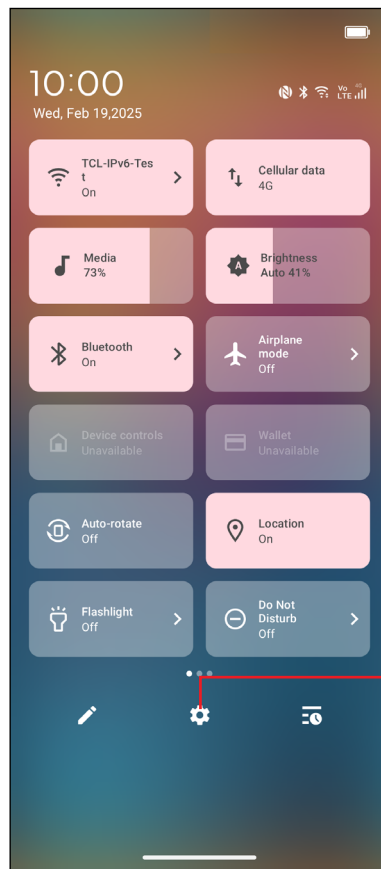 10:00
Wed, Feb 19,2025
Vo 4G
LTE
TCL-IPv6-Tes
t
On
Cellular data
4G
Media
73%
A
Brightness
Auto 41%
Bluetooth
On
Airplane
mode
Off
Device controls
Unavailable
Wallet
Unavailable
Auto-rotate
Off
Location
On
Flashlight
Off
Do Not
Disturb
Off